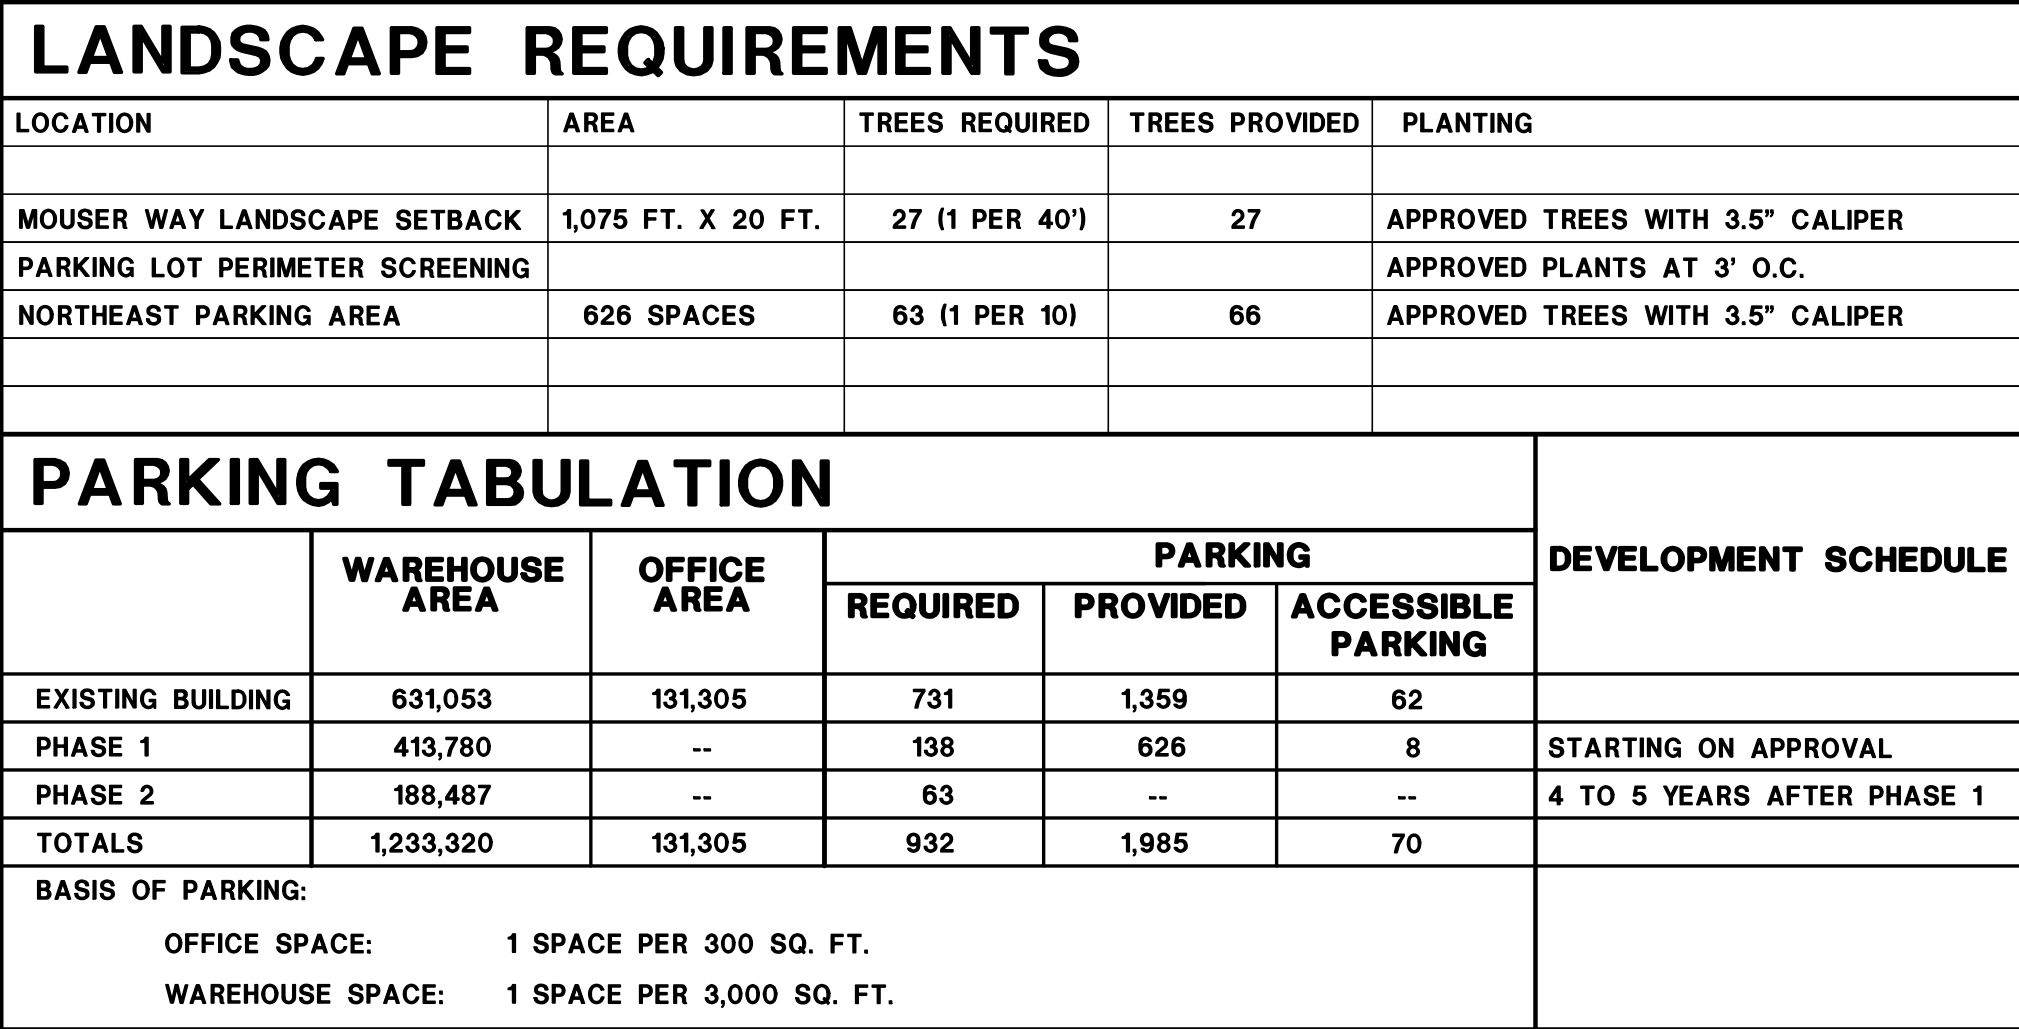 LANDSCAPE REQUIREMENTS
LOCATION AREA TREES REQUIRED TREES PROVIDED PLANTING
MOUSER WAY LANDSCAPE SETBACK 1,075 FT. X 20 FT. 27 (1 PER 40') 27 APPROVED TREES WITH 3.5" CALIPER
PARKING LOT PERIMETER SCREENING APPROVED PLANTS AT 3' O.C.
NORTHEAST PARKING AREA 626 SPACES 63 (1 PER 10) 66 APPROVED TREES WITH 3.5" CALIPER
PARKING TABULATION
WAREHOUSE AREA OFFICE AREA PARKING DEVELOPMENT SCHEDULE
REQUIRED PROVIDED ACCESSIBLE PARKING
EXISTING BUILDING 631,053 131,305 731 1,359 62
PHASE 1 413,780 -- 138 626 8 STARTING ON APPROVAL
PHASE 2 188,487 -- 63 -- -- 4 TO 5 YEARS AFTER PHASE 1
TOTALS 1,233,320 131,305 932 1,985 70
BASIS OF PARKING:
OFFICE SPACE: 1 SPACE PER 300 SQ. FT.
WAREHOUSE SPACE: 1 SPACE PER 3,000 SQ. FT.